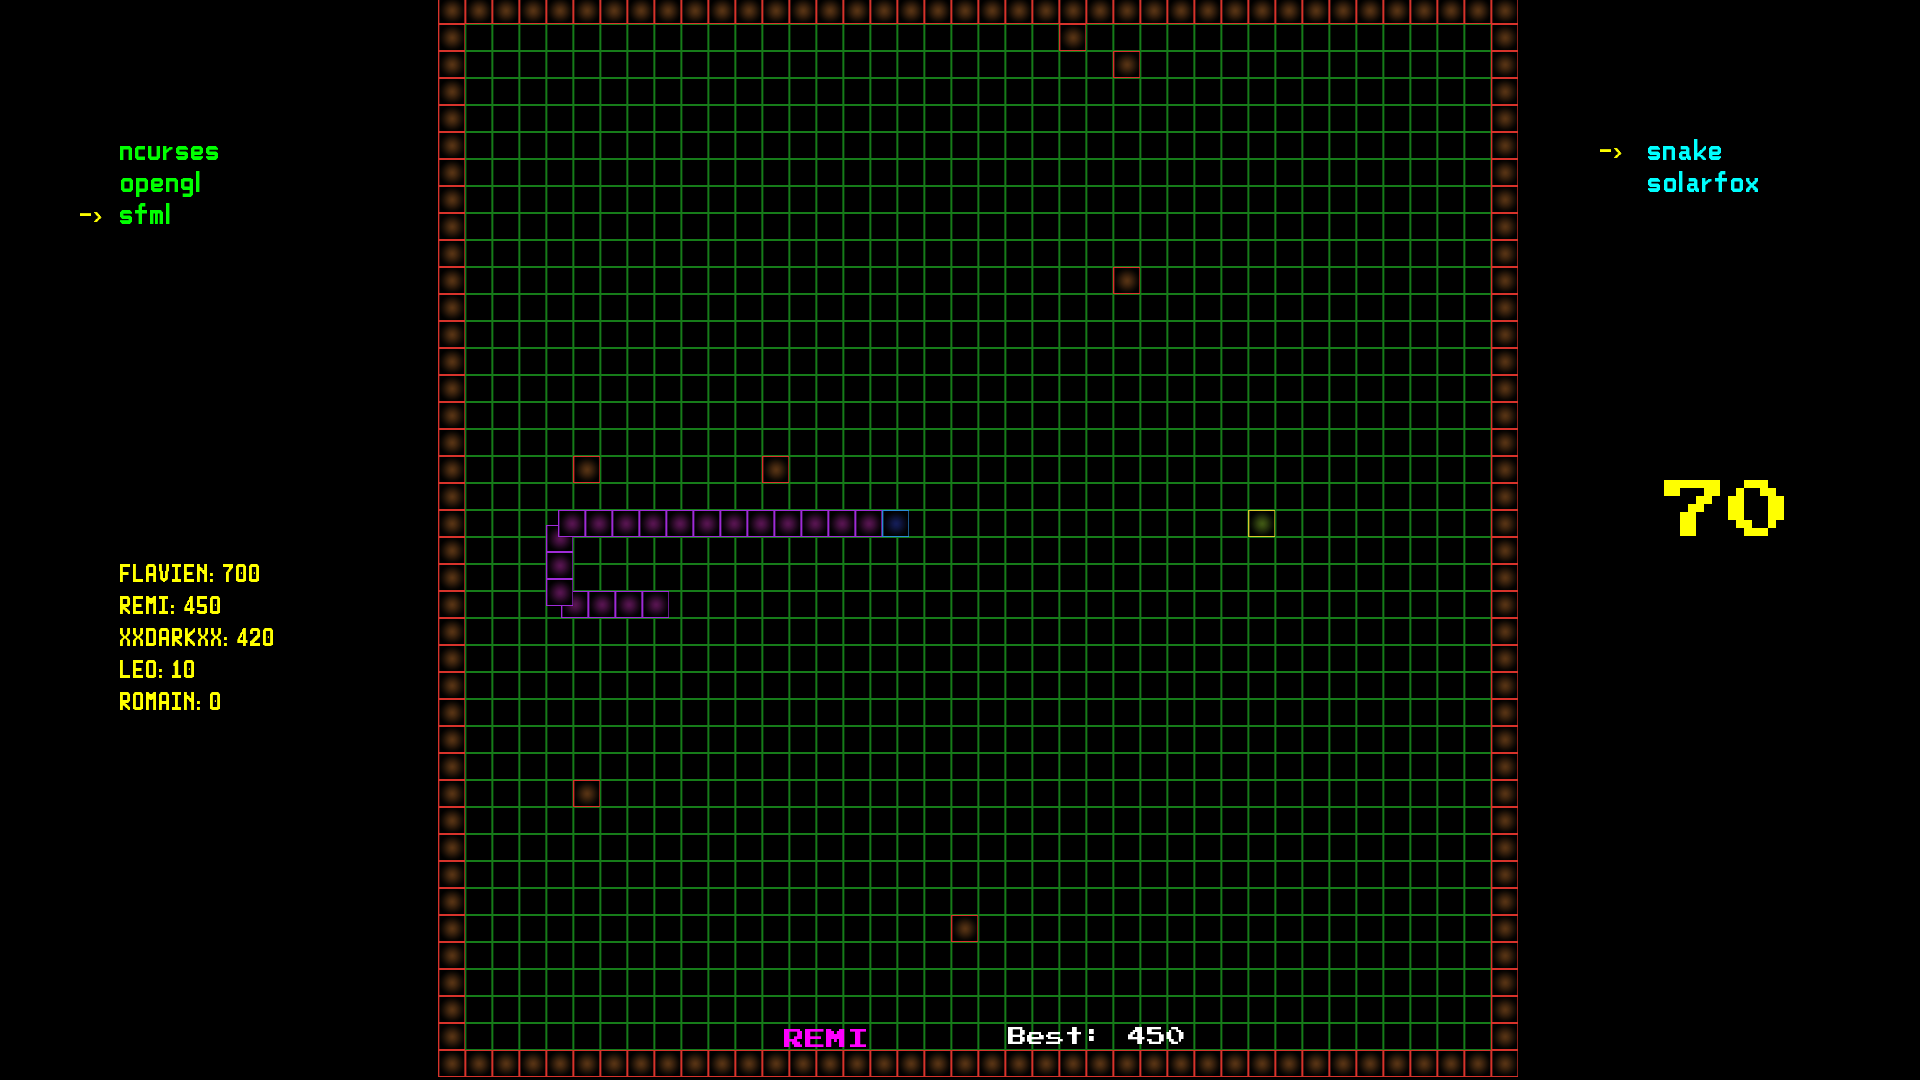 ncurses
opengl
-> sfml
-> snake
solarfox
70
FLAVIEN: 700
REMI: 450
XXDARKXX: 420
LEO: 10
ROMAIN: 0
REMI
Best: 450